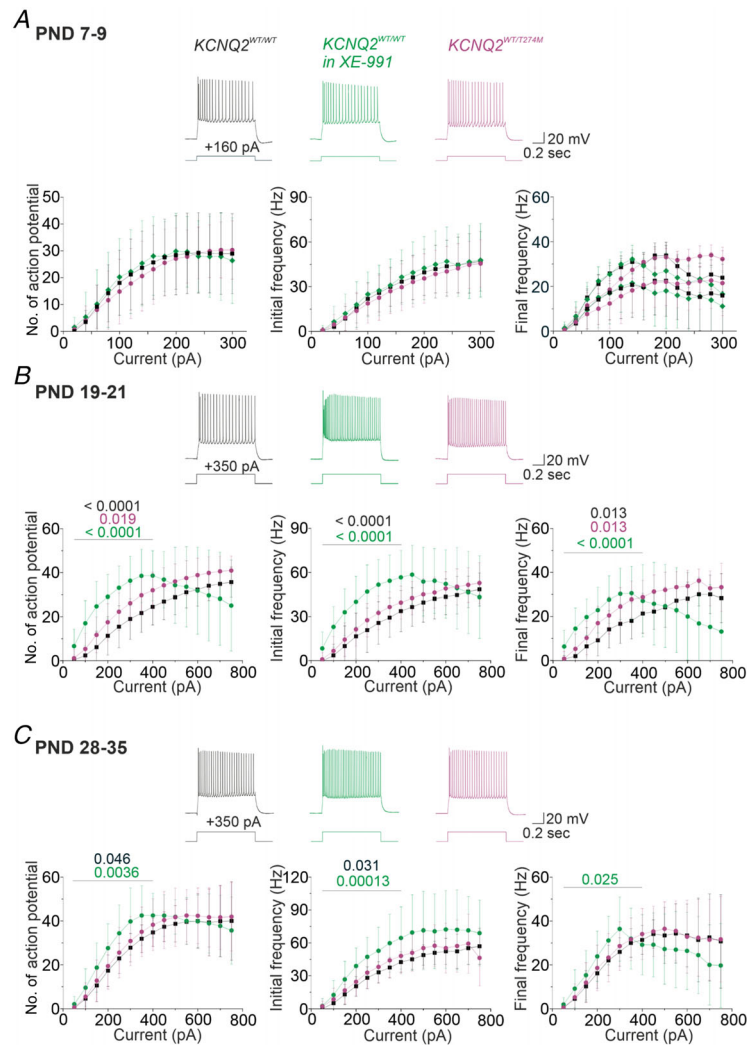 A
PND 7-9
KCNQ2WT/WT
KCNQ2WT/WT
in XE-991
KCNQ2WT/T274M
+160 pA
20 mV
0.2 sec
No. of action potential
50
40
30
20
10
0
0 100 200 300
Current (pA)
Initial frequency (Hz)
90
60
30
0
0 100 200 300
Current (pA)
Final frequency (Hz)
60
40
20
0
0 100 200 300
Current (pA)
B
PND 19-21
+350 pA
20 mV
0.2 sec
< 0.0001
0.019
< 0.0001
No. of action potential
60
40
20
0
0 200 400 600 800
Current (pA)
< 0.0001
< 0.0001
Initial frequency (Hz)
90
60
30
0
0 200 400 600 800
Current (pA)
0.013
0.013
< 0.0001
Final frequency (Hz)
60
40
20
0
0 200 400 600 800
Current (pA)
C
PND 28-35
+350 pA
20 mV
0.2 sec
0.046
0.0036
No. of action potential
60
40
20
0
0 200 400 600 800
Current (pA)
0.031
0.00013
Initial frequency (Hz)
120
90
60
30
0
0 200 400 600 800
Current (pA)
0.025
Final frequency (Hz)
60
40
20
0
0 200 400 600 800
Current (pA)